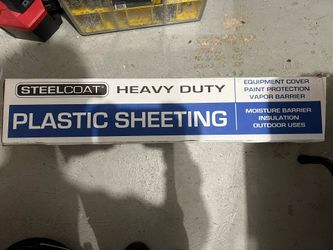 STEELCOAT® HEAVY DUTY
PLASTIC SHEETING
EQUIPMENT COVER
PAINT PROTECTION
VAPOR BARRIER
MOISTURE BARRIER
INSULATION
OUTDOOR USES